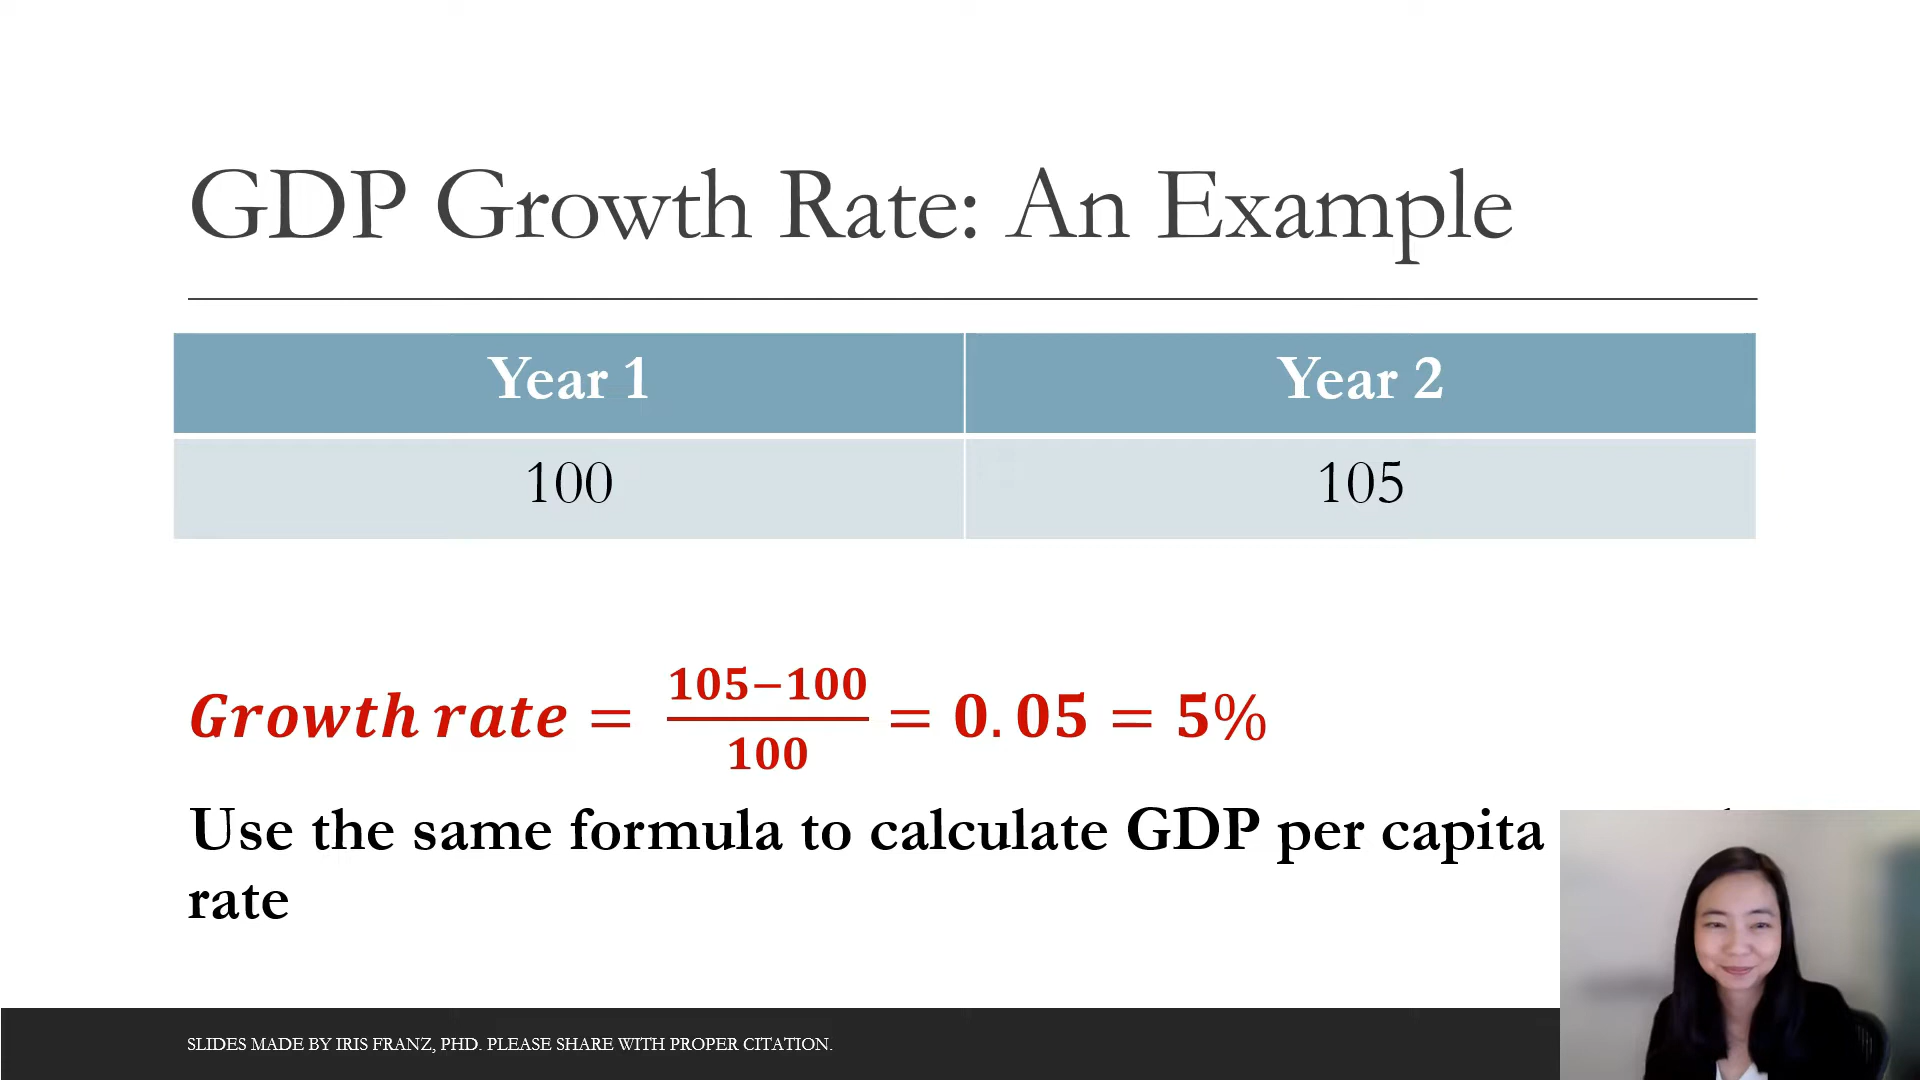 GDP Growth Rate: An Example
Year 1 Year 2
100 105
Growth rate = 105−100 / 100 = 0.05 = 5%
Use the same formula to calculate GDP per capita
rate
SLIDES MADE BY IRIS FRANZ, PHD. PLEASE SHARE WITH PROPER CITATION.